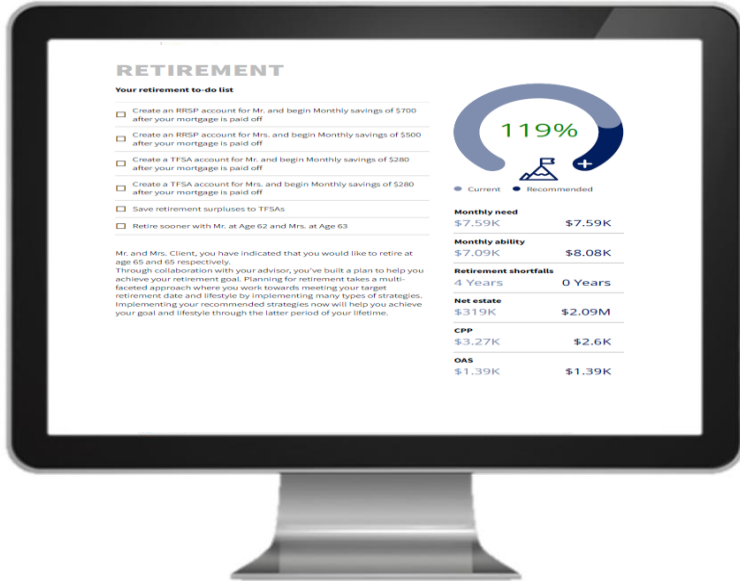 RETIREMENT
Your retirement to-do list
Create an RRSP account for Mr. and begin Monthly savings of $700
after your mortgage is paid off
Create an RRSP account for Mrs. and begin Monthly savings of $500
after your mortgage is paid off
Create a TFSA account for Mr. and begin Monthly savings of $280
after your mortgage is paid off
Create a TFSA account for Mrs. and begin Monthly savings of $280
after your mortgage is paid off
Save retirement surpluses to TFSAs
Retire sooner with Mr. at Age 62 and Mrs. at Age 63
Mr. and Mrs. Client, you have indicated that you would like to retire at
age 65 and 65 respectively.
Through collaboration with your advisor, you've built a plan to help you
achieve your retirement goal. Planning for retirement takes a multi-
faceted approach where you work towards meeting your target
retirement date and lifestyle by implementing many types of strategies.
Implementing your recommended strategies now will help you achieve
your goal and lifestyle through the latter period of your lifetime.
119%
Current Recommended
Monthly need
$7.59K $7.59K
Monthly ability
$7.09K $8.08K
Retirement shortfalls
4 Years 0 Years
Net estate
$319K $2.09M
CPP
$3.27K $2.6K
OAS
$1.39K $1.39K